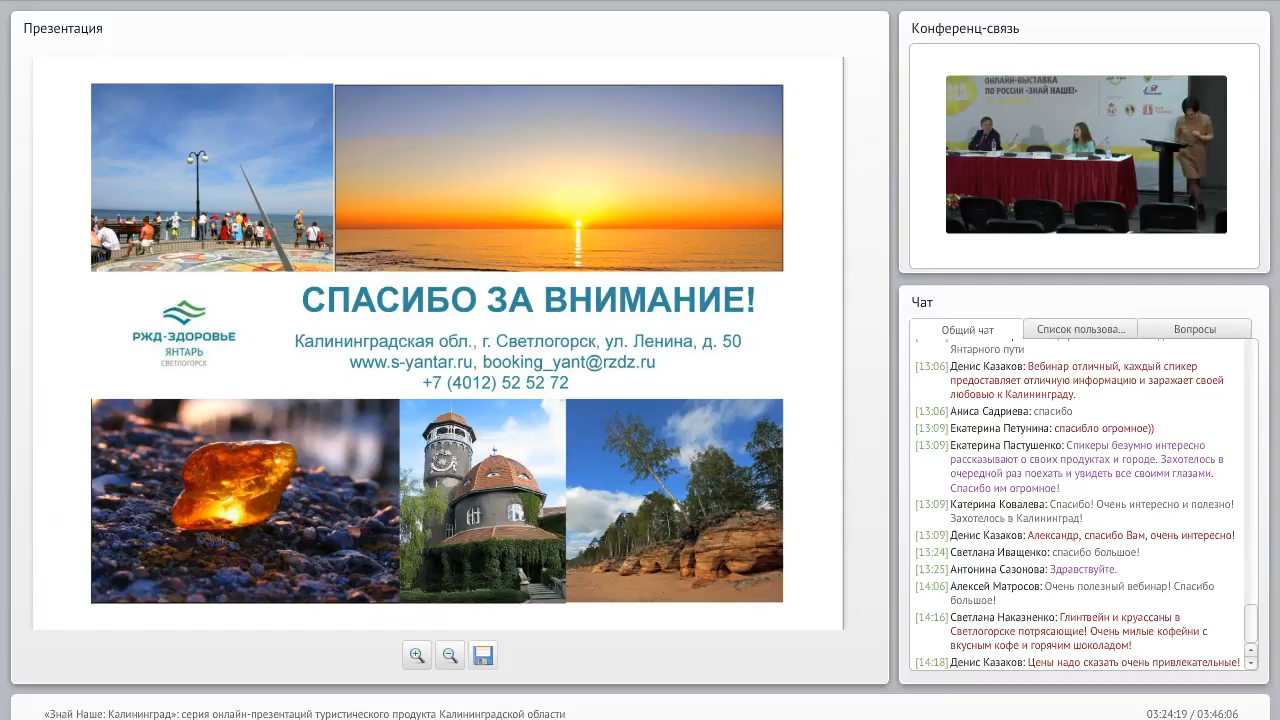 Презентация
СПАСИБО ЗА ВНИМАНИЕ!
РЖД-ЗДОРОВЬЕ
ЯНТАРЬ
СВЕТЛОГОРСК
Калининградская обл., г. Светлогорск, ул. Ленина, д. 50
www.s-yantar.ru, booking_yant@rzdz.ru
+7 (4012) 52 52 72
Конференц-связь
ОНЛАЙН-ВЫСТАВКА
ПО РОССИИ «ЗНАЙ НАШЕ!»
Чат
Общий чат
Список пользова...
Вопросы
Янтарного пути
[13:06] Денис Казаков: Вебинар отличный, каждый спикер
предоставляет отличную информацию и заражает своей
любовью к Калининграду.
[13:06] Аниса Садриева: спасибо
[13:09] Екатерина Петунина: спасибло огромное))
[13:09] Екатерина Пастушенко: Спикеры безумно интересно
рассказывают о своих продуктах и городе. Захотелось в
очередной раз поехать и увидеть все своими глазами.
Спасибо им огромное!
[13:09] Катерина Ковалева: Спасибо! Очень интересно и полезно!
Захотелось в Калининград!
[13:09] Денис Казаков: Александр, спасибо Вам, очень интересно!
[13:24] Светлана Иващенко: спасибо большое!
[13:25] Антонина Сазонова: Здравствуйте.
[14:06] Алексей Матросов: Очень полезный вебинар! Спасибо
большое!
[14:16] Светлана Наказненко: Глинтвейн и круассаны в
Светлогорске потрясающие! Очень милые кофейни с
вкусным кофе и горячим шоколадом!
[14:18] Денис Казаков: Цены надо сказать очень привлекательные!
«Знай Наше: Калининград»: серия онлайн-презентаций туристического продукта Калининградской области
03:24:19 / 03:46:06